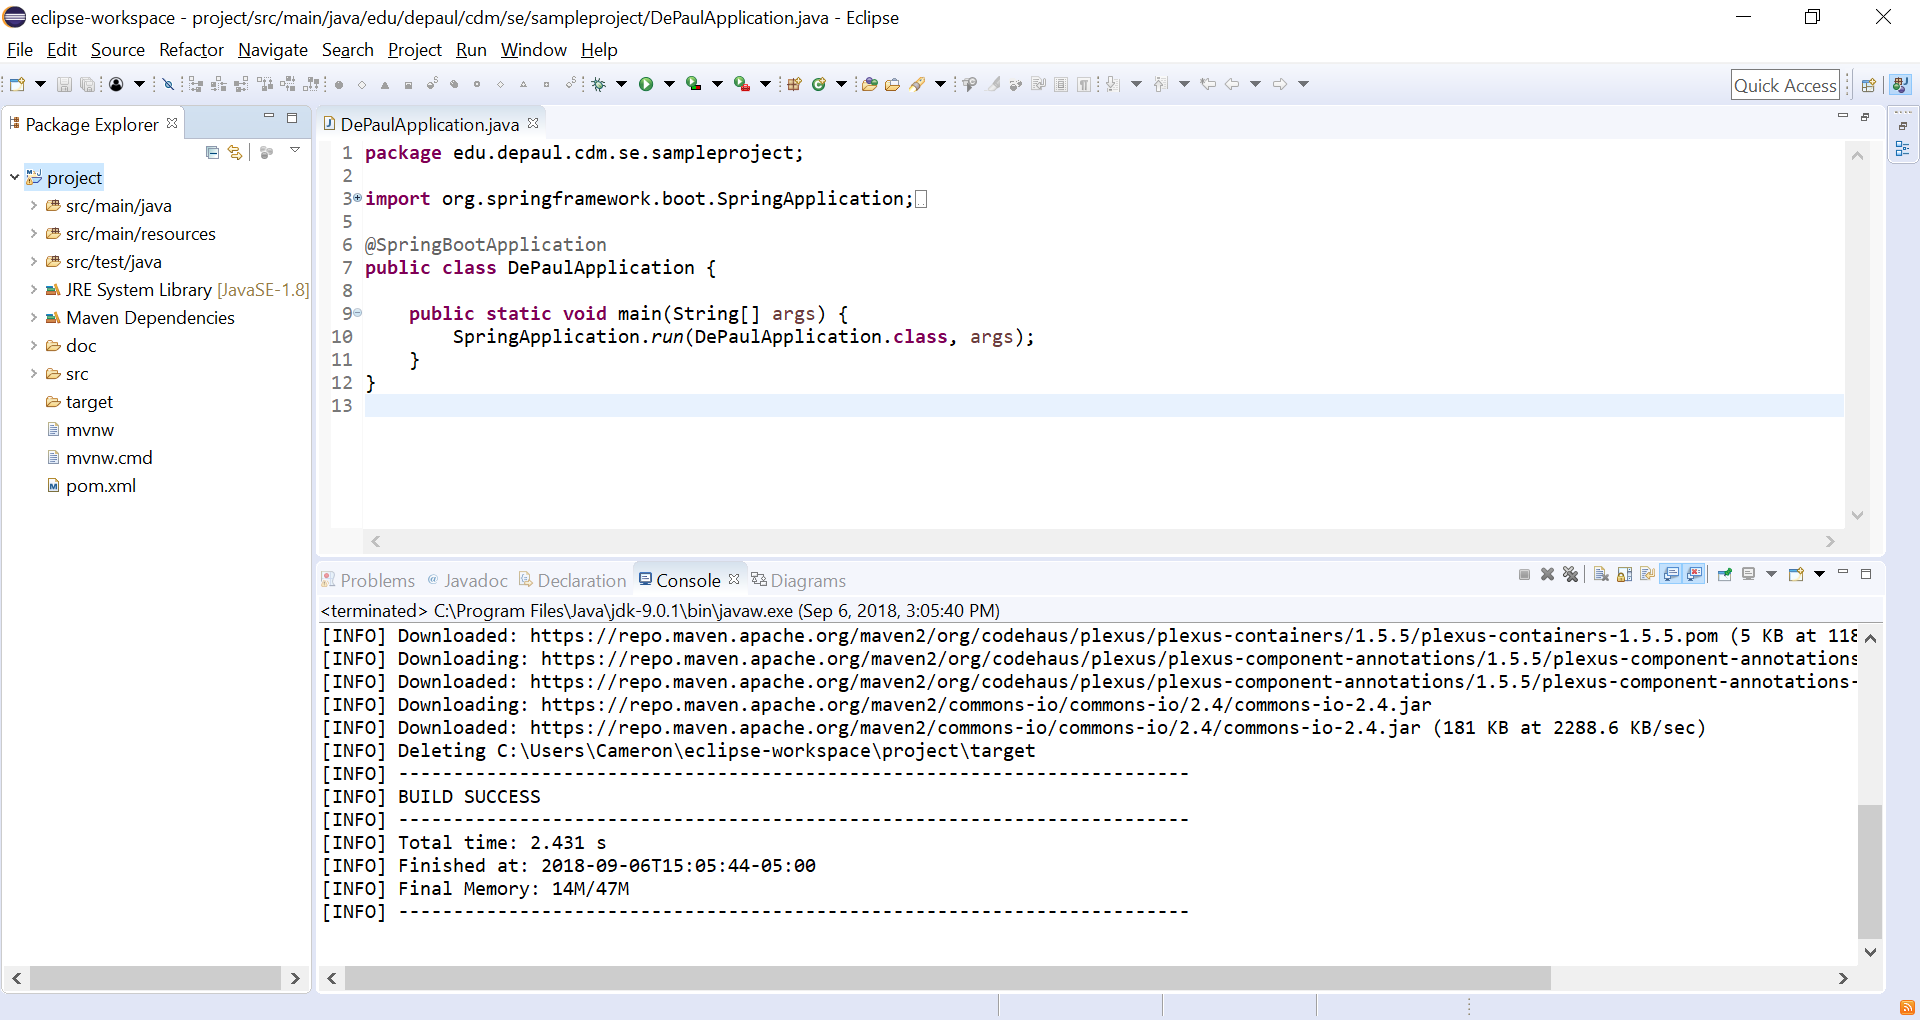 eclipse-workspace - project/src/main/java/edu/depaul/cdm/se/sampleproject/DePaulApplication.java - Eclipse
File Edit Source Refactor Navigate Search Project Run Window Help
Quick Access
Package Explorer
project
src/main/java
src/main/resources
src/test/java
JRE System Library [JavaSE-1.8]
Maven Dependencies
doc
src
target
mvnw
mvnw.cmd
pom.xml
DePaulApplication.java
1 package edu.depaul.cdm.se.sampleproject;
2
3 import org.springframework.boot.SpringApplication;
5
6 @SpringBootApplication
7 public class DePaulApplication {
8
9 public static void main(String[] args) {
10 SpringApplication.run(DePaulApplication.class, args);
11 }
12 }
13
Problems Javadoc Declaration Console Diagrams
<terminated> C:\Program Files\Java\jdk-9.0.1\bin\javaw.exe (Sep 6, 2018, 3:05:40 PM)
[INFO] Downloaded: https://repo.maven.apache.org/maven2/org/codehaus/plexus/plexus-containers/1.5.5/plexus-containers-1.5.5.pom (5 KB at 118
[INFO] Downloading: https://repo.maven.apache.org/maven2/org/codehaus/plexus/plexus-component-annotations/1.5.5/plexus-component-annotations
[INFO] Downloaded: https://repo.maven.apache.org/maven2/org/codehaus/plexus/plexus-component-annotations/1.5.5/plexus-component-annotations-
[INFO] Downloading: https://repo.maven.apache.org/maven2/commons-io/commons-io/2.4/commons-io-2.4.jar
[INFO] Downloaded: https://repo.maven.apache.org/maven2/commons-io/commons-io/2.4/commons-io-2.4.jar (181 KB at 2288.6 KB/sec)
[INFO] Deleting C:\Users\Cameron\eclipse-workspace\project\target
[INFO] ------------------------------------------------------------------------
[INFO] BUILD SUCCESS
[INFO] ------------------------------------------------------------------------
[INFO] Total time: 2.431 s
[INFO] Finished at: 2018-09-06T15:05:44-05:00
[INFO] Final Memory: 14M/47M
[INFO] ------------------------------------------------------------------------